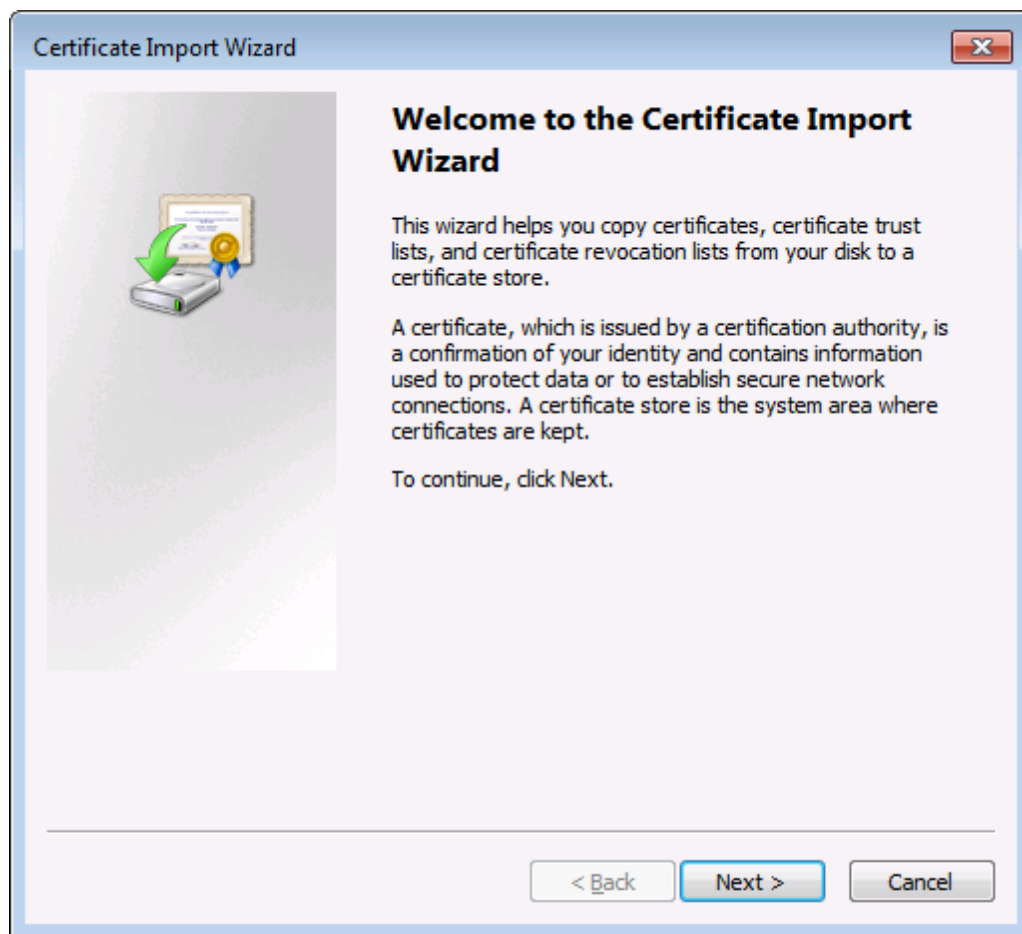 Certificate Import Wizard
Welcome to the Certificate Import
Wizard
This wizard helps you copy certificates, certificate trust
lists, and certificate revocation lists from your disk to a
certificate store.
A certificate, which is issued by a certification authority, is
a confirmation of your identity and contains information
used to protect data or to establish secure network
connections. A certificate store is the system area where
certificates are kept.
To continue, click Next.
< Back Next > Cancel